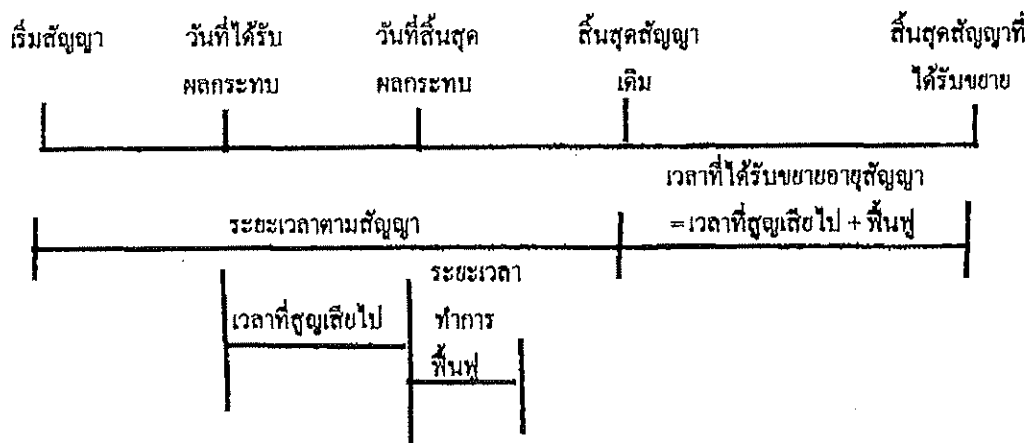 เริ่มสัญญา วันที่ได้รับ วันที่สิ้นสุด สิ้นสุดสัญญา สิ้นสุดสัญญาที่
ผลกระทบ ผลกระทบ เดิม ได้รับขยาย
เวลาที่ได้รับขยายอายุสัญญา
ระยะเวลาตามสัญญา =เวลาที่สูญเสียไป + ฟื้นฟู
ระยะเวลา
เวลาที่สูญเสียไป ทำการ
ฟื้นฟู